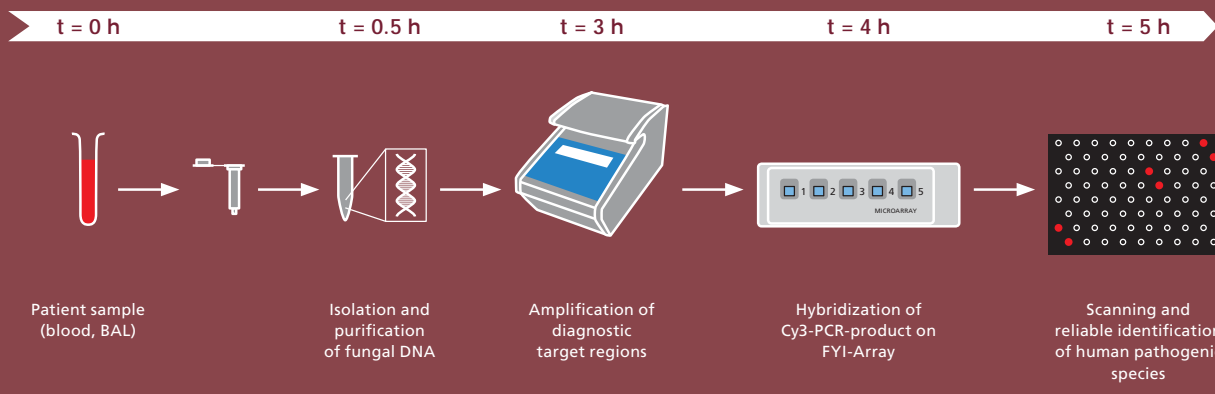 t = 0 h
t = 0.5 h
t = 3 h
t = 4 h
t = 5 h
1 2 3 4 5
MICROARRAY
Patient sample
(blood, BAL)
Isolation and
purification
of fungal DNA
Amplification of
diagnostic
target regions
Hybridization of
Cy3-PCR-product on
FYI-Array
Scanning and
reliable identification
of human pathogeni
species